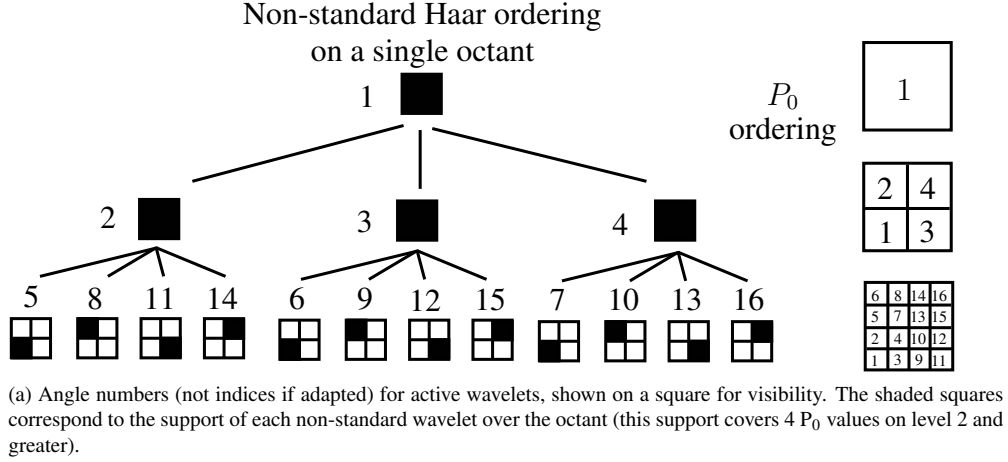 Non-standard Haar ordering
on a single octant
1
2 3 4
5 8 11 14 6 9 12 15 7 10 13 16
P₀
ordering
1
2 4
1 3
6 8 14 16
5 7 13 15
2 4 10 12
1 3 9 11
(a) Angle numbers (not indices if adapted) for active wavelets, shown on a square for visibility. The shaded squares
correspond to the support of each non-standard wavelet over the octant (this support covers 4 P₀ values on level 2 and
greater).